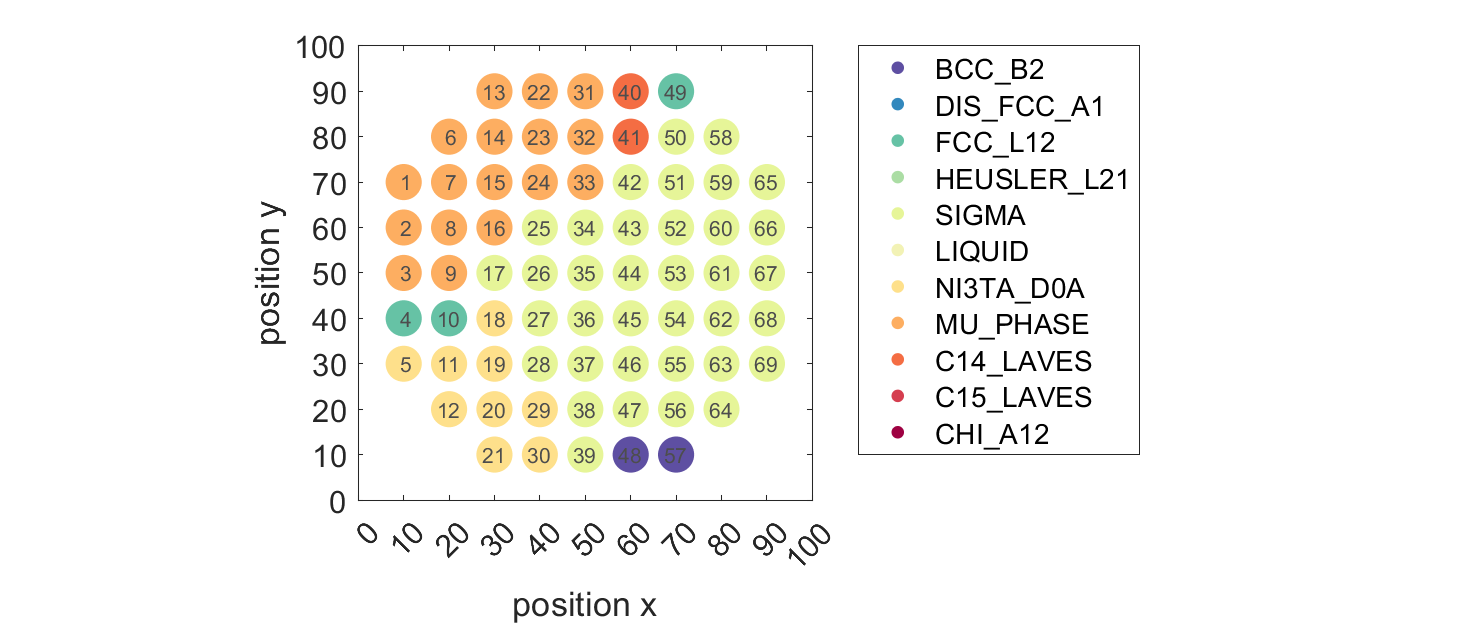 100
90
80
70
60
50
40
30
20
10
0
position y
13 22 31 40 49
6 14 23 32 41 50 58
1 7 15 24 33 42 51 59 65
2 8 16 25 34 43 52 60 66
3 9 17 26 35 44 53 61 67
4 10 18 27 36 45 54 62 68
5 11 19 28 37 46 55 63 69
12 20 29 38 47 56 64
21 30 39 48 57
0 10 20 30 40 50 60 70 80 90 100
position x
BCC_B2
DIS_FCC_A1
FCC_L12
HEUSLER_L21
SIGMA
LIQUID
NI3TA_D0A
MU_PHASE
C14_LAVES
C15_LAVES
CHI_A12